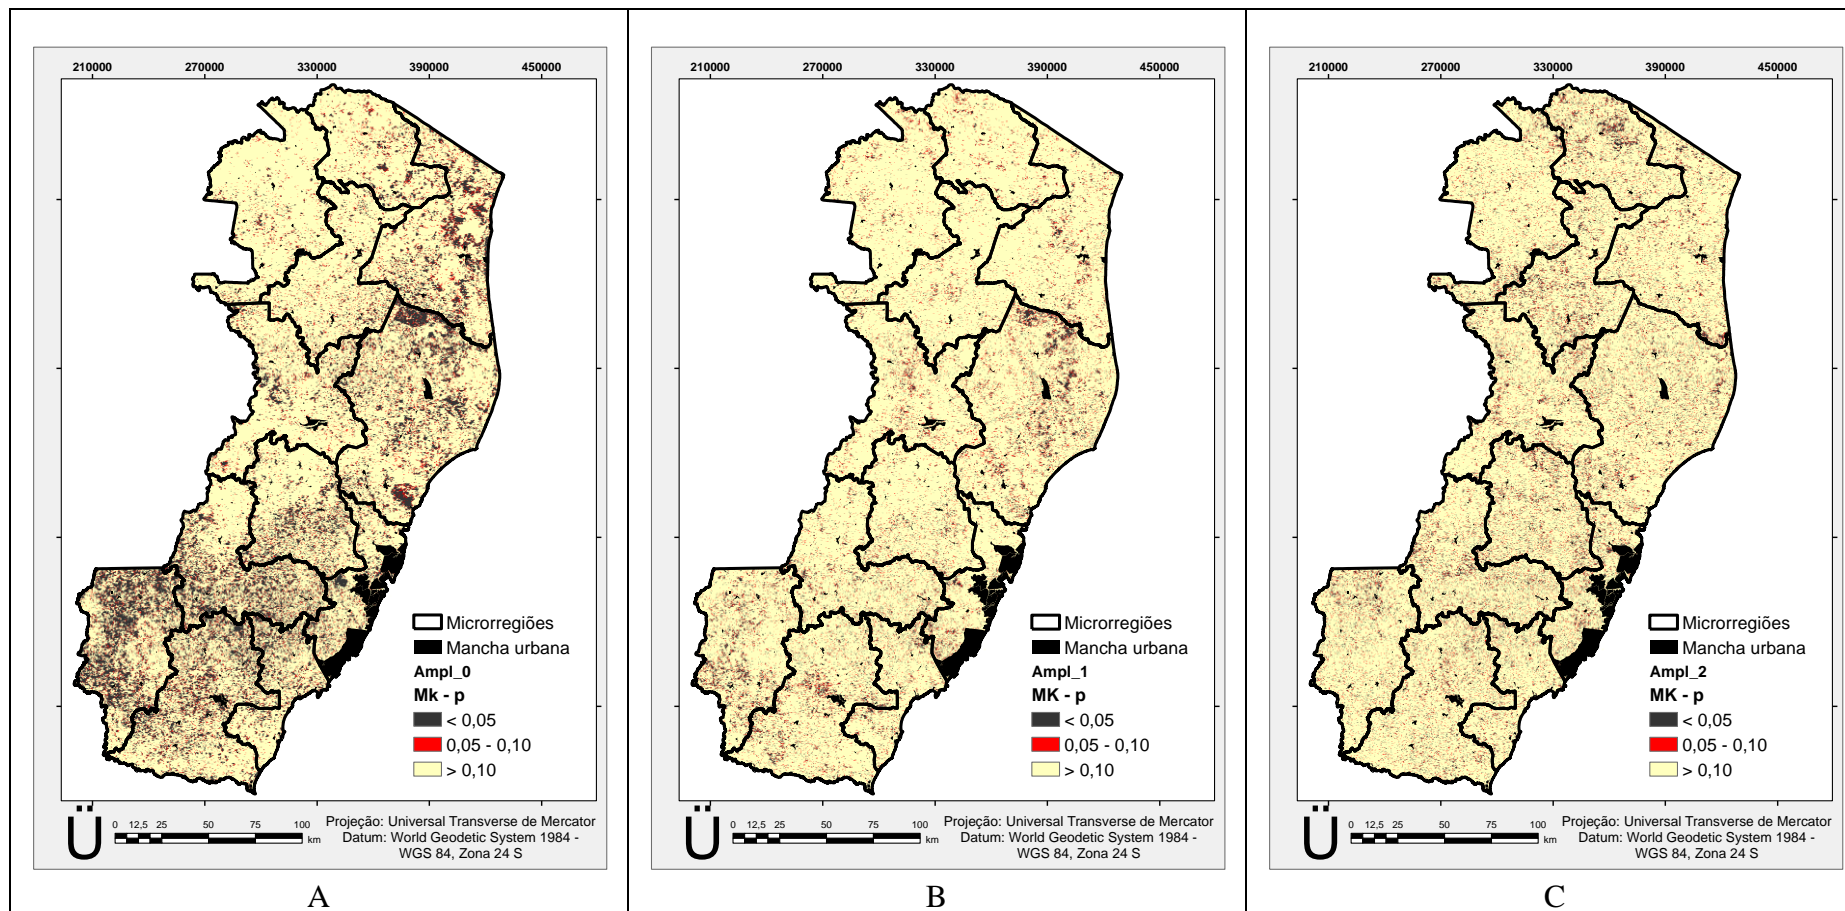 210000 270000 330000 390000 450000
Microrregiões
Mancha urbana
Ampl_0
Mk - p
< 0,05
0,05 - 0,10
> 0,10
Ü
0 12,5 25 50 75 100
km
Projeção: Universal Transverse de Mercator
Datum: World Geodetic System 1984 -
WGS 84, Zona 24 S
A
210000 270000 330000 390000 450000
Microrregiões
Mancha urbana
Ampl_1
MK - p
< 0,05
0,05 - 0,10
> 0,10
Ü
0 12,5 25 50 75 100
km
Projeção: Universal Transverse de Mercator
Datum: World Geodetic System 1984 -
WGS 84, Zona 24 S
B
210000 270000 330000 390000 450000
Microrregiões
Mancha urbana
Ampl_2
MK - p
< 0,05
0,05 - 0,10
> 0,10
Ü
0 12,5 25 50 75 100
km
Projeção: Universal Transverse de Mercator
Datum: World Geodetic System 1984 -
WGS 84, Zona 24 S
C